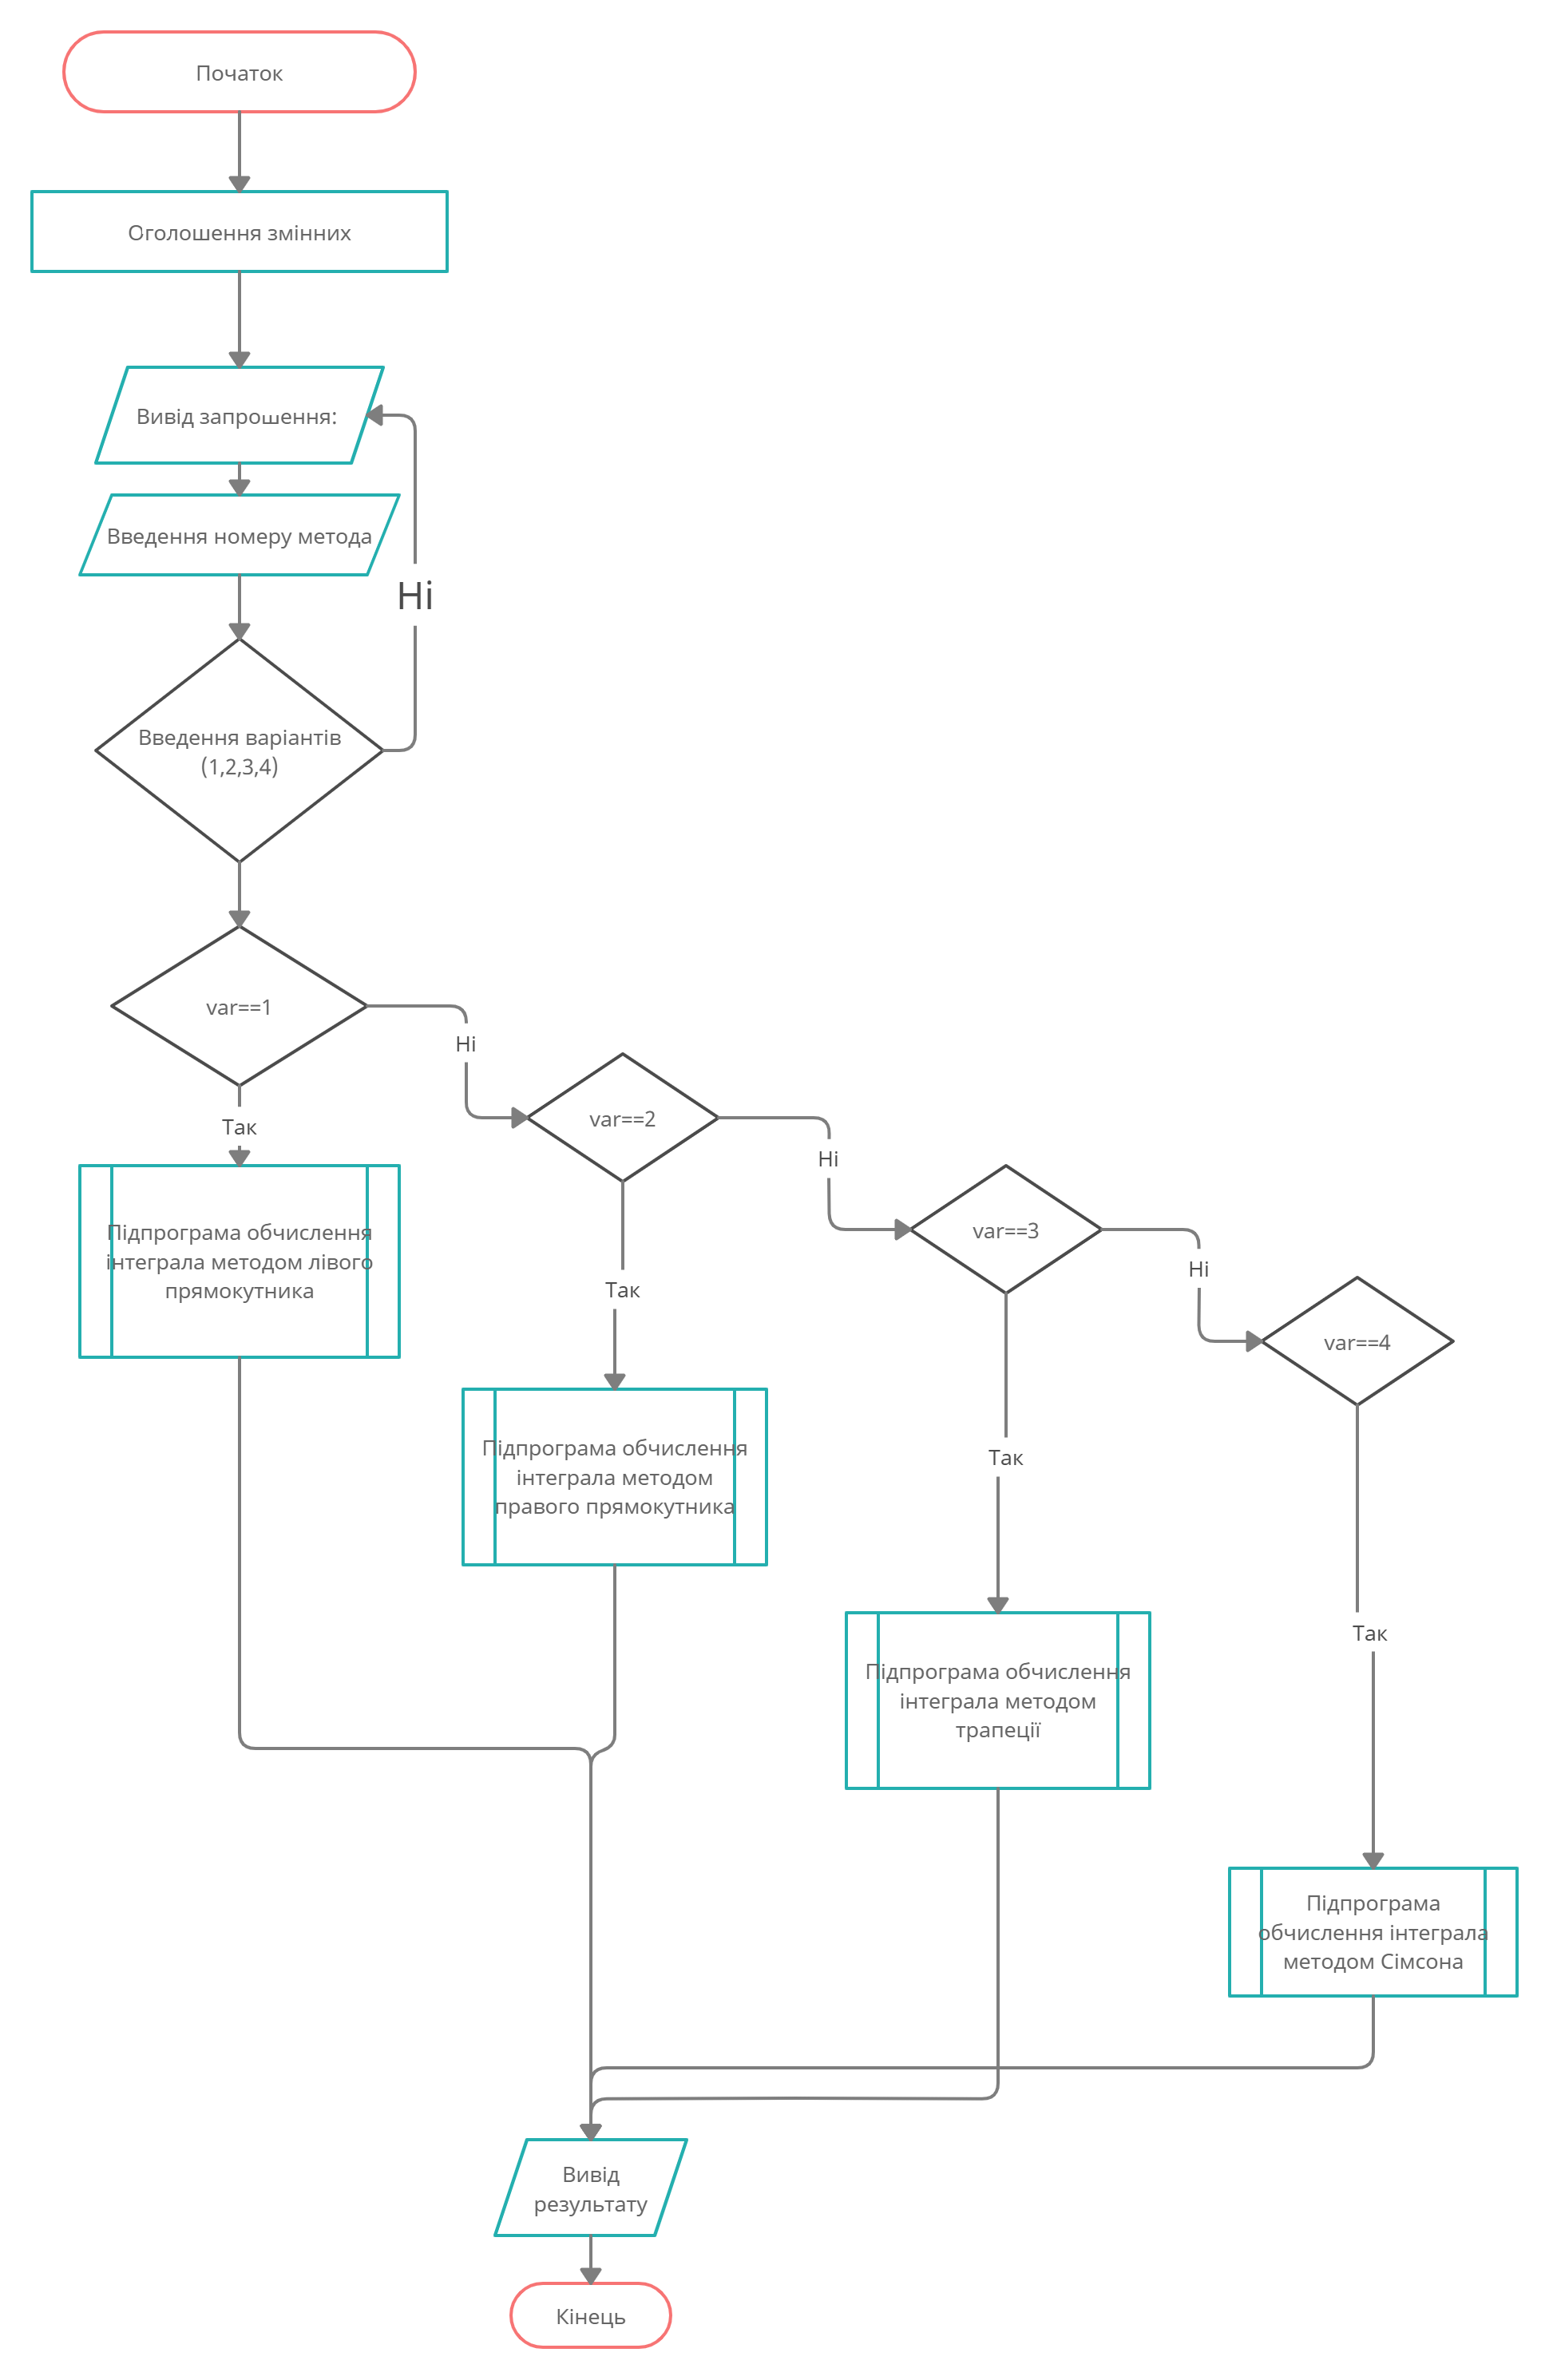 Початок
Оголошення змінних
Вивід запрошення:
Введення номеру метода
Ні
Введення варіантів
(1,2,3,4)
var==1
Ні
Так
var==2
Ні
Так
var==3
Ні
Так
var==4
Так
Підпрограма обчислення
інтеграла методом лівого
прямокутника
Підпрограма обчислення
інтеграла методом
правого прямокутника
Підпрограма обчислення
інтеграла методом
трапеції
Підпрограма
обчислення інтеграла
методом Сімсона
Вивід
результату
Кінець